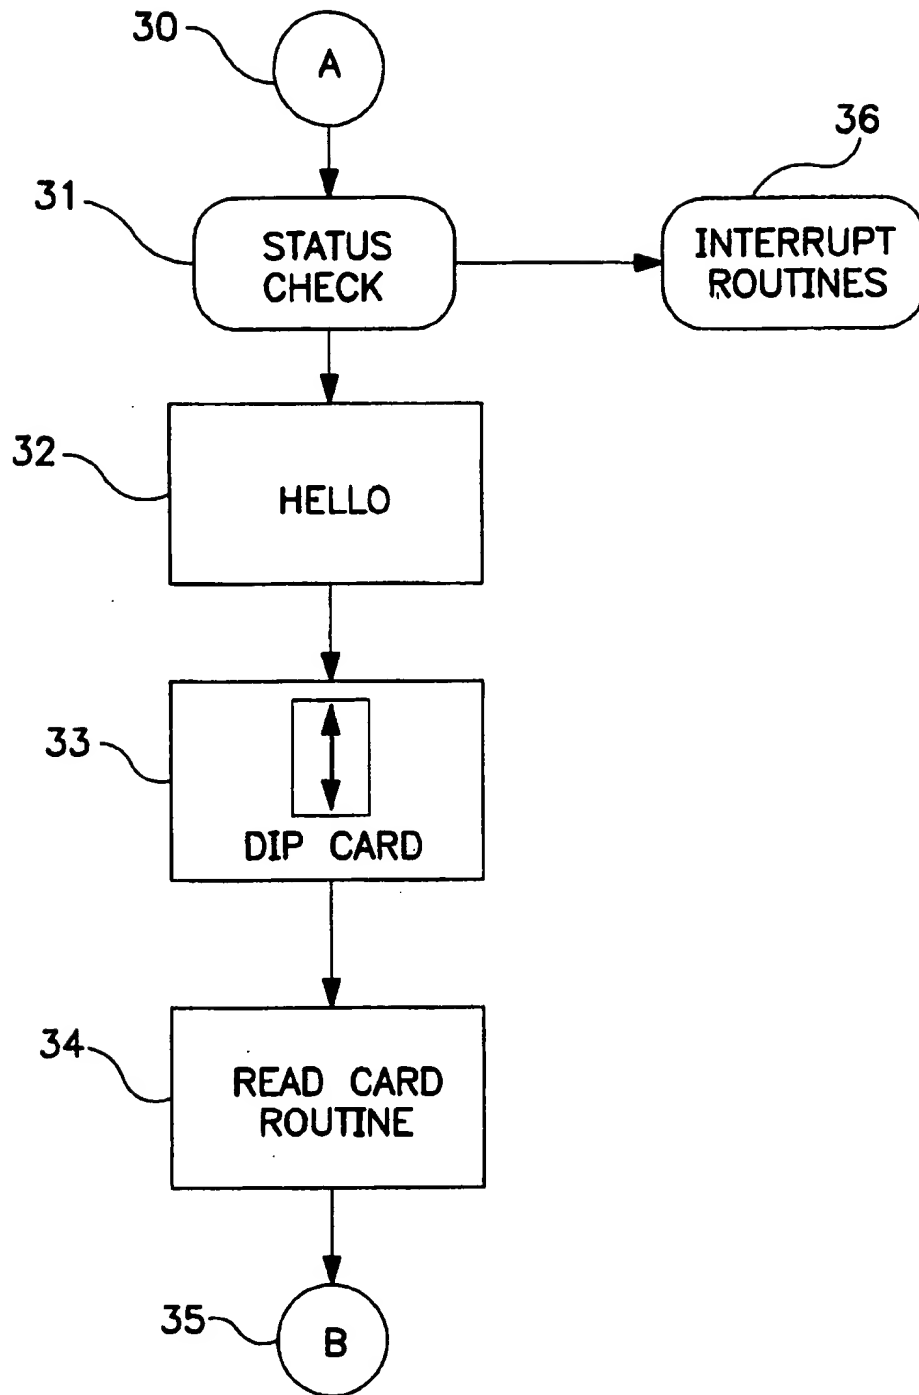 30
A
36
31
STATUS
CHECK
INTERRUPT
ROUTINES
32
HELLO
33
DIP CARD
34
READ CARD
ROUTINE
35
B